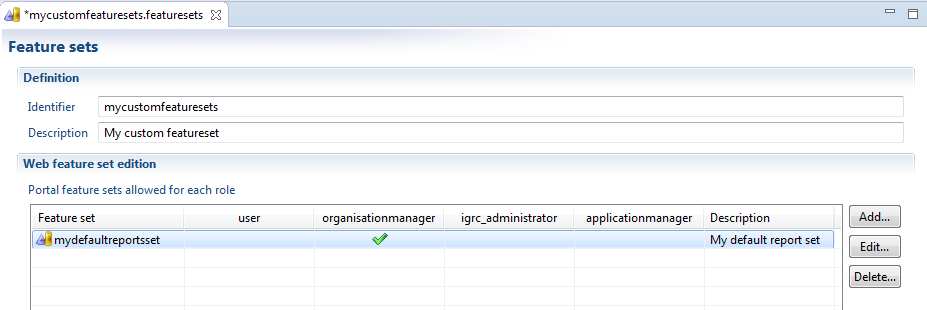 *mycustomfeaturesets.featuresets
Feature sets
Definition
Identifier mycustomfeaturesets
Description My custom featureset
Web feature set edition
Portal feature sets allowed for each role
Feature set user organisationmanager igrc_administrator applicationmanager Description Add...
mydefaultreportsset My default report set Edit...
Delete...